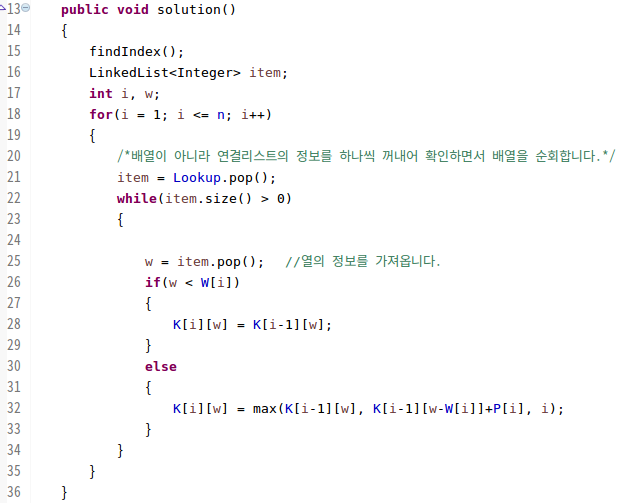 13 public void solution()
14 {
15 findIndex();
16 LinkedList<Integer> item;
17 int i, w;
18 for(i = 1; i <= n; i++)
19 {
20 /*배열이 아니라 연결리스트의 정보를 하나씩 꺼내어 확인하면서 배열을 순회합니다.*/
21 item = Lookup.pop();
22 while(item.size() > 0)
23 {
24
25 w = item.pop(); //열의 정보를 가져옵니다.
26 if(w < W[i])
27 {
28 K[i][w] = K[i-1][w];
29 }
30 else
31 {
32 K[i][w] = max(K[i-1][w], K[i-1][w-W[i]]+P[i], i);
33 }
34 }
35 }
36 }